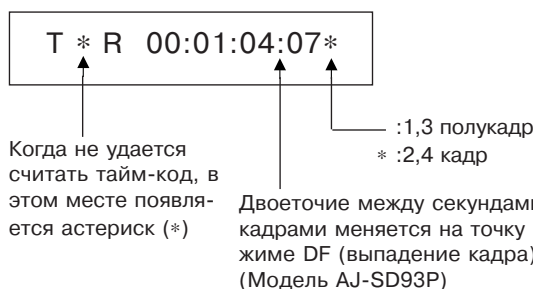 T * R 00:01:04:07*
:1,3 полукадр
* :2,4 кадр
Когда не удается
считать тайм-код, в
этом месте появля-
ется астериск (*)
Двоеточие между
кадрами меняется на точку
жиме DF (выпадение кадра)
(Модель AJ-SD93P)